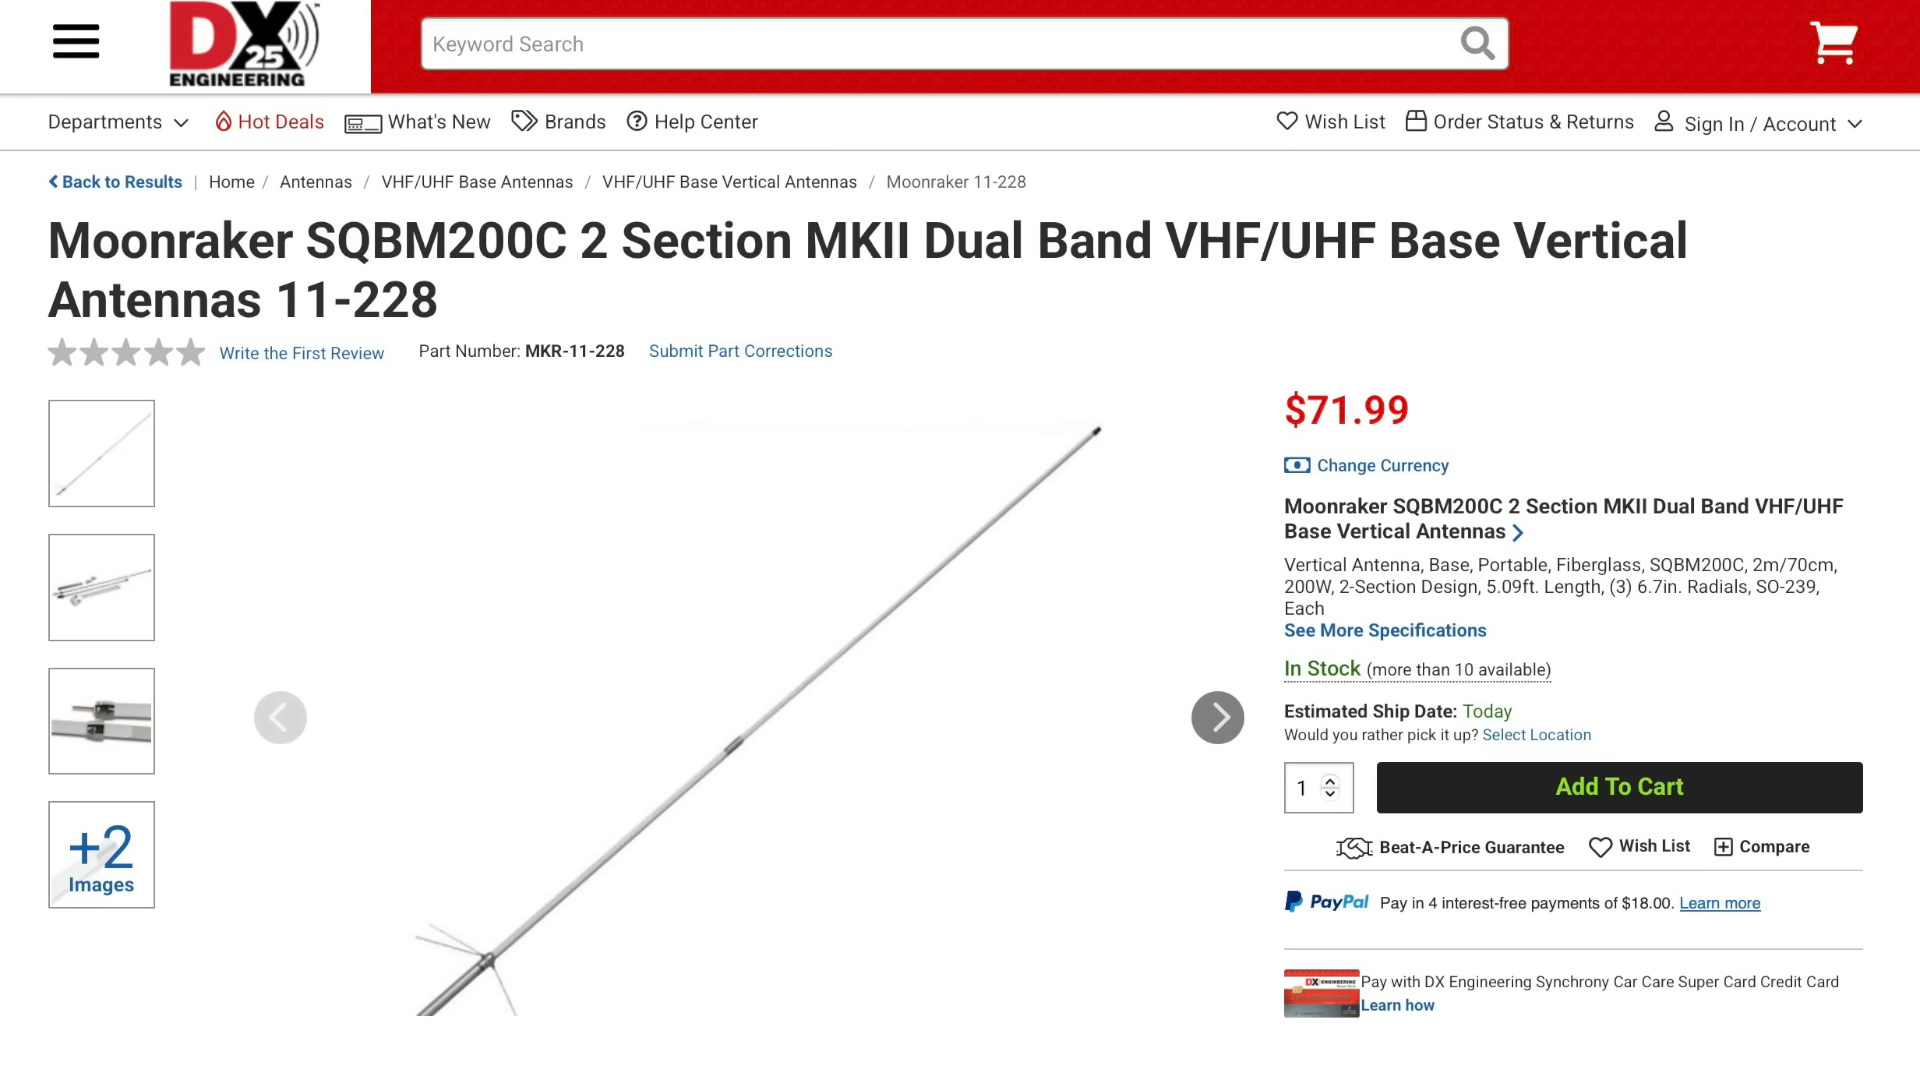 DX
25
ENGINEERING
Keyword Search
Departments
Hot Deals
What's New
Brands
Help Center
Wish List
Order Status & Returns
Sign In / Account
Back to Results | Home / Antennas / VHF/UHF Base Antennas / VHF/UHF Base Vertical Antennas / Moonraker 11-228
Moonraker SQBM200C 2 Section MKII Dual Band VHF/UHF Base Vertical
Antennas 11-228
Write the First Review
Part Number: MKR-11-228
Submit Part Corrections
+2
Images
$71.99
Change Currency
Moonraker SQBM200C 2 Section MKII Dual Band VHF/UHF
Base Vertical Antennas
Vertical Antenna, Base, Portable, Fiberglass, SQBM200C, 2m/70cm,
200W, 2-Section Design, 5.09ft. Length, (3) 6.7in. Radials, SO-239,
Each
See More Specifications
In Stock (more than 10 available)
Estimated Ship Date: Today
Would you rather pick it up? Select Location
1
Add To Cart
Beat-A-Price Guarantee
Wish List
Compare
PayPal Pay in 4 interest-free payments of $18.00. Learn more
DX ENGINEERING
Pay with DX Engineering Synchrony Car Care Super Card Credit Card
Learn how